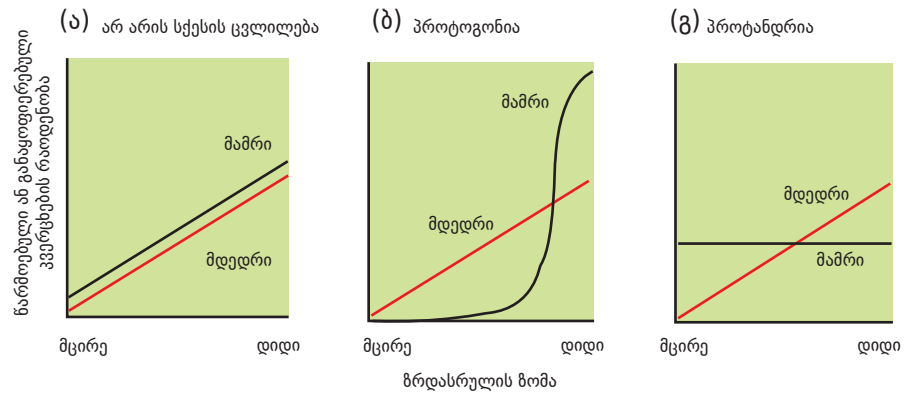 (ა) არ არის სქესის ცვლილება
(ბ) პროტოგონია
(გ) პროტანდრია
წარმოებული ან განაყოფიერებული
კვერცხების რაოდენობა
მამრი
მდედრი
მცირე
დიდი
მამრი
მდედრი
მცირე
დიდი
მდედრი
მამრი
მცირე
დიდი
ზრდასრულის ზომა